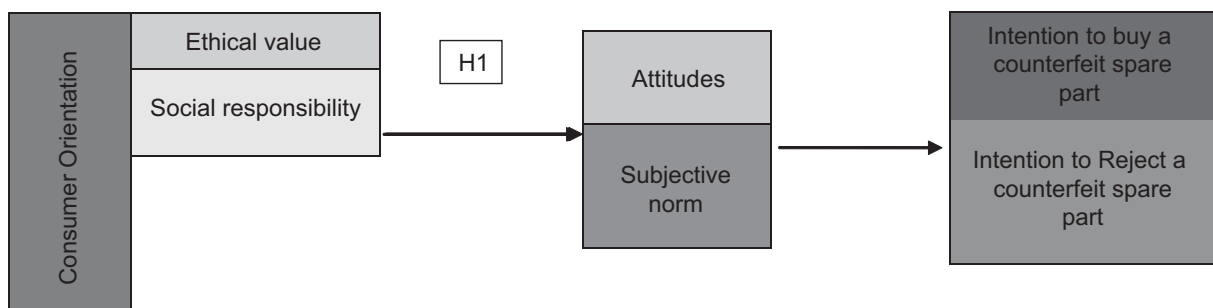 Consumer Orientation
Ethical value
Social responsibility
H1
Attitudes
Subjective
norm
Intention to buy a
counterfeit spare
part
Intention to Reject a
counterfeit spare
part